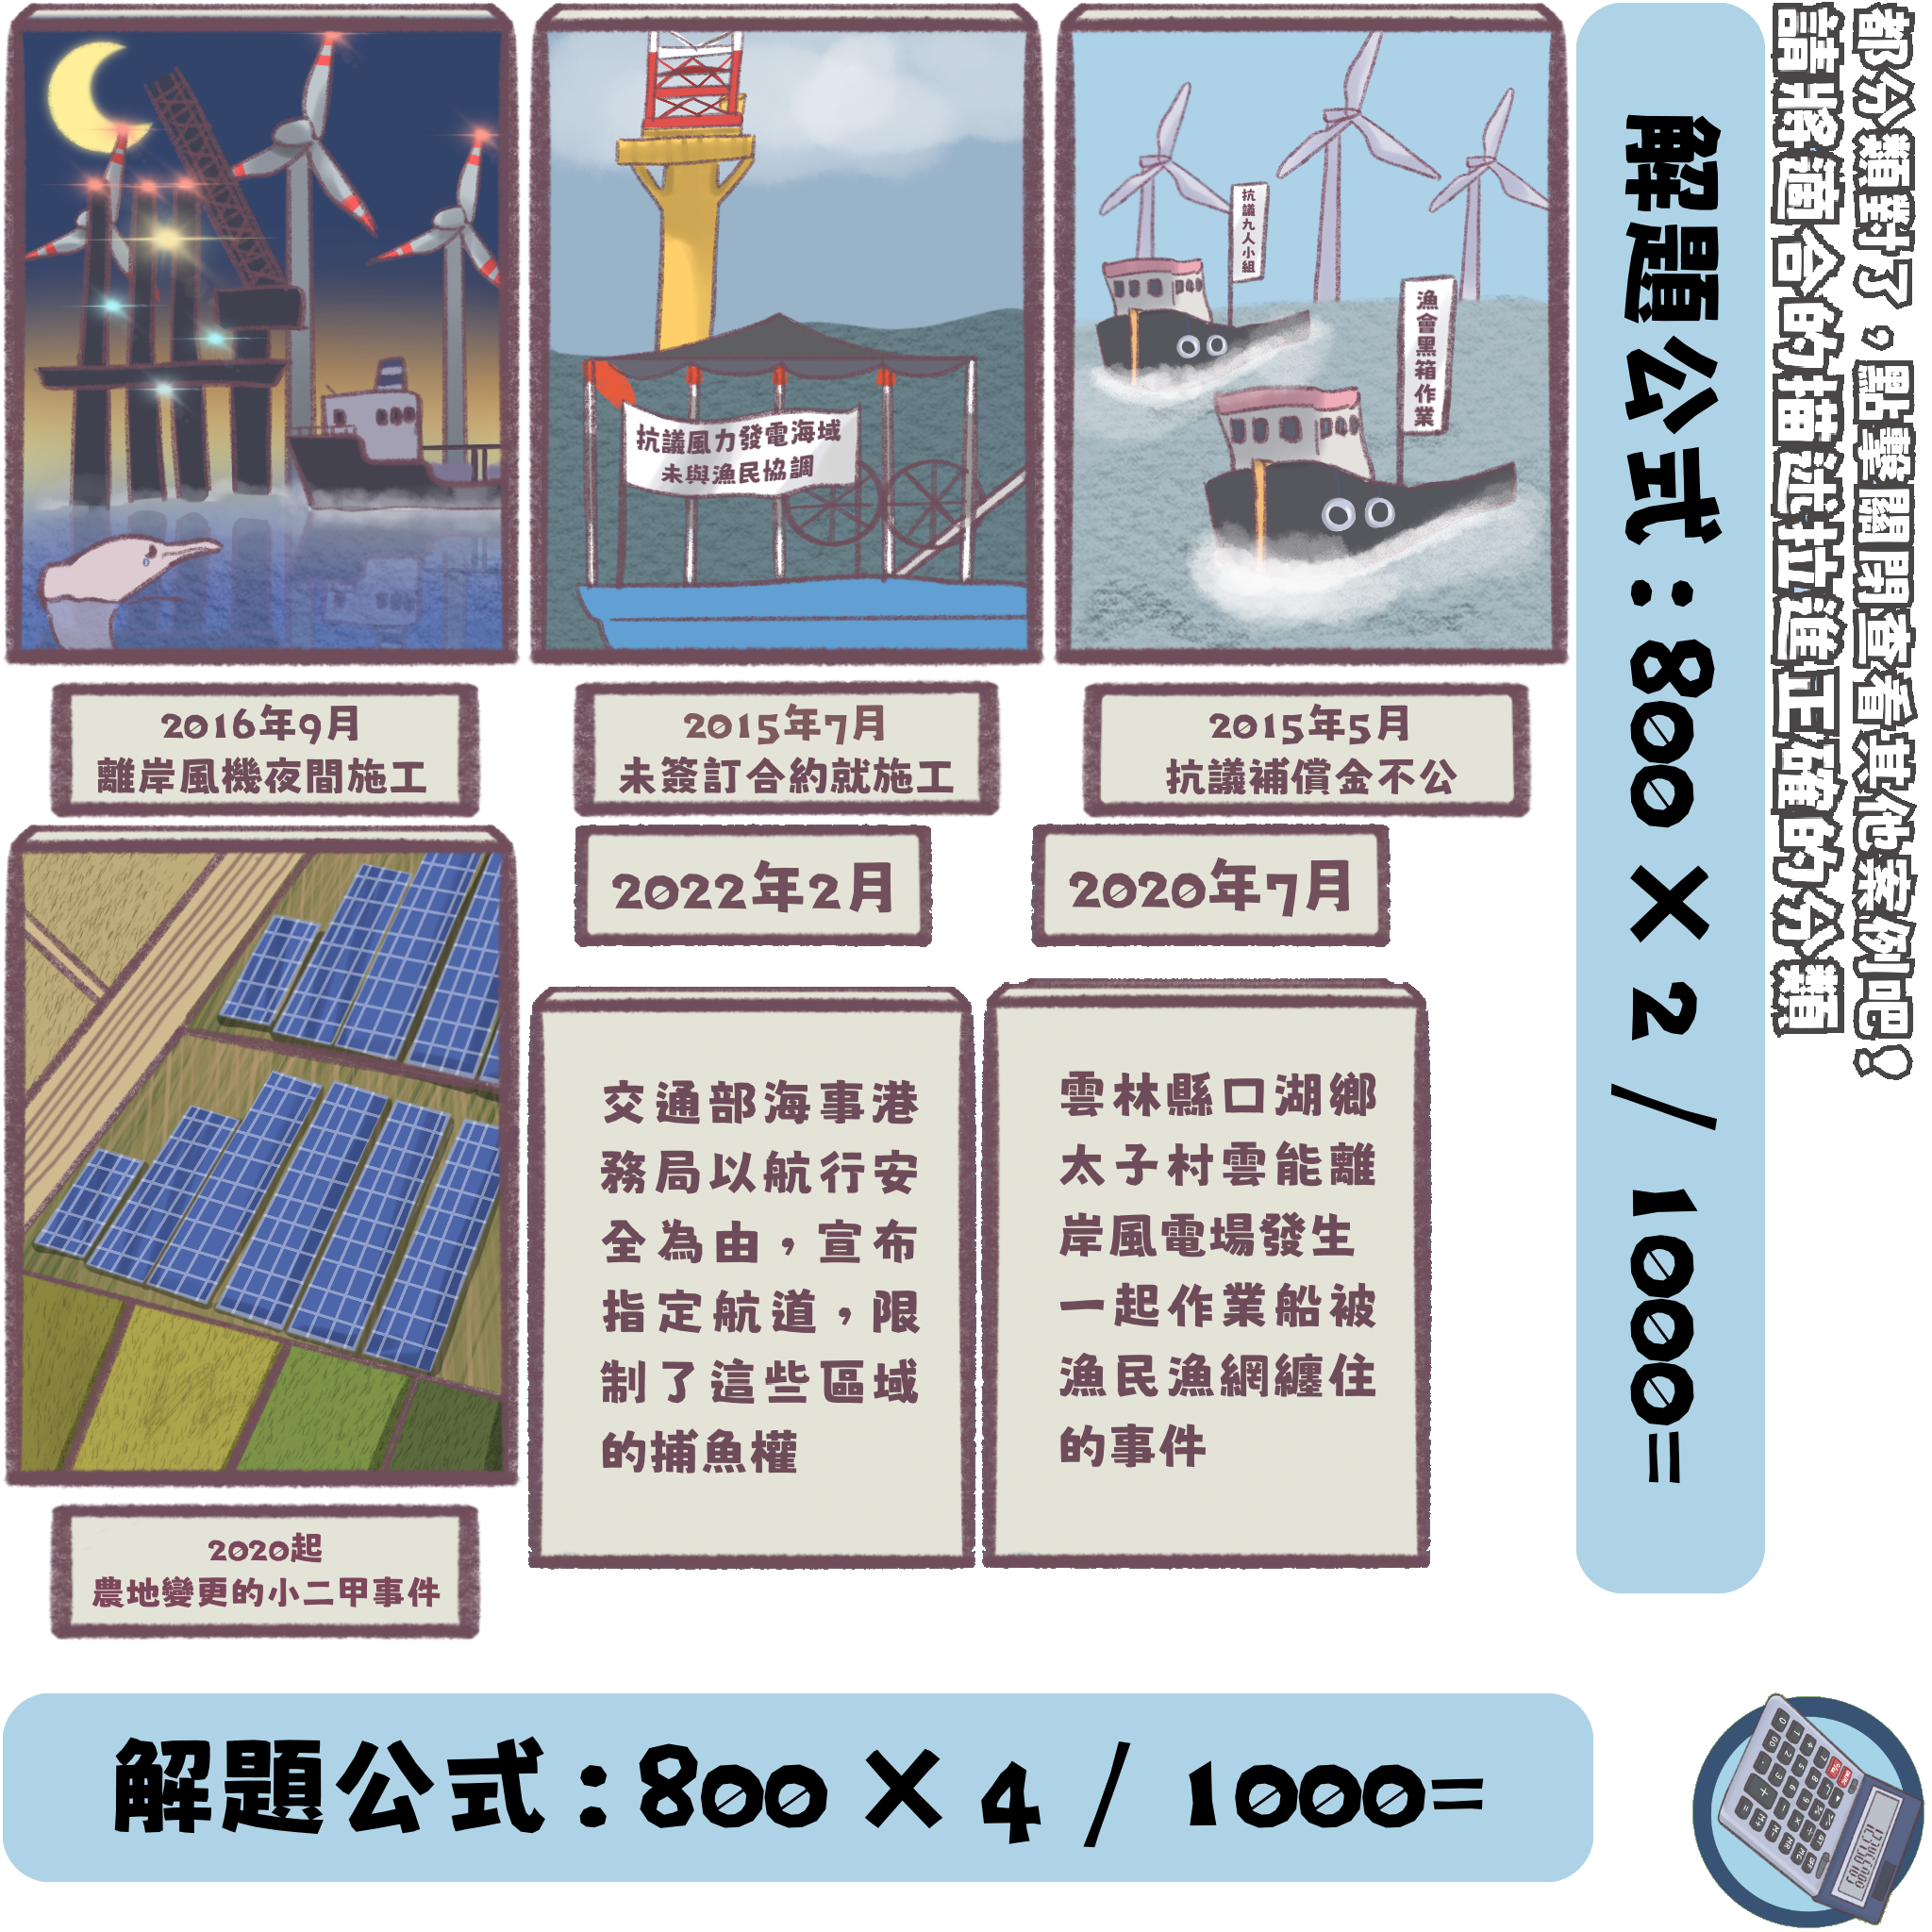 抗議風力發電海域
未與漁民協調
抗議九人小組
漁會黑箱作業
2016年9月
離岸風機夜間施工
2015年7月
未簽訂合約就施工
2015年5月
抗議補償金不公
2022年2月
2020年7月
交通部海事港
務局以航行安
全為由，宣布
指定航道，限
制了這些區域
的捕魚權
雲林縣口湖鄉
太子村雲能離
岸風電場發生
一起作業船被
漁民漁網纏住
的事件
2020起
農地變更的小二甲事件
解題公式：800 × 2 / 1000=
都分類對了。點擊關閉查看其他案例吧！
請將適合的描述拉進正確的分類
解題公式：800 × 4 / 1000=